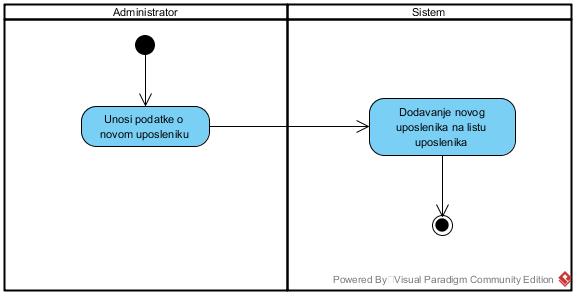 Administrator
Sistem
Unosi podatke o
novom uposleniku
Dodavanje novog
uposlenika na listu
uposlenika
Powered By Visual Paradigm Community Edition